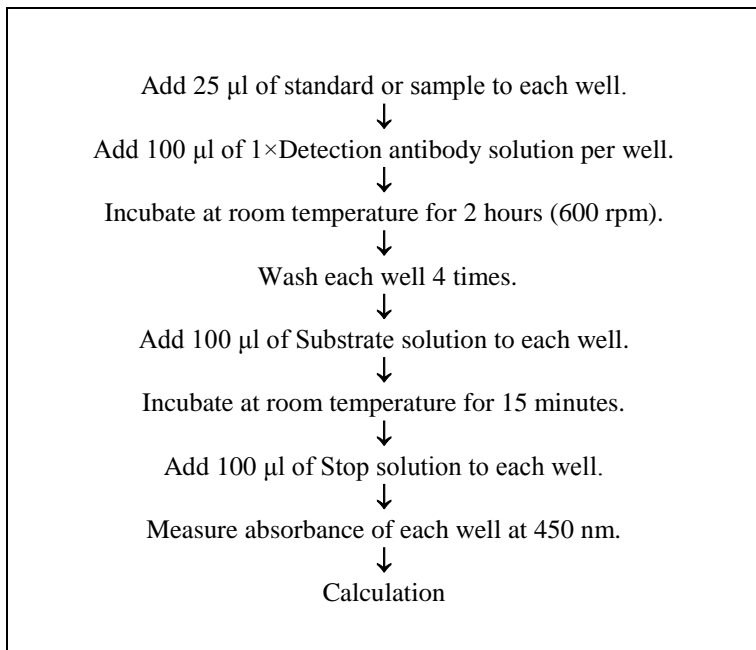 Add 25 μl of standard or sample to each well.
↓
Add 100 μl of 1×Detection antibody solution per well.
↓
Incubate at room temperature for 2 hours (600 rpm).
↓
Wash each well 4 times.
↓
Add 100 μl of Substrate solution to each well.
↓
Incubate at room temperature for 15 minutes.
↓
Add 100 μl of Stop solution to each well.
↓
Measure absorbance of each well at 450 nm.
↓
Calculation